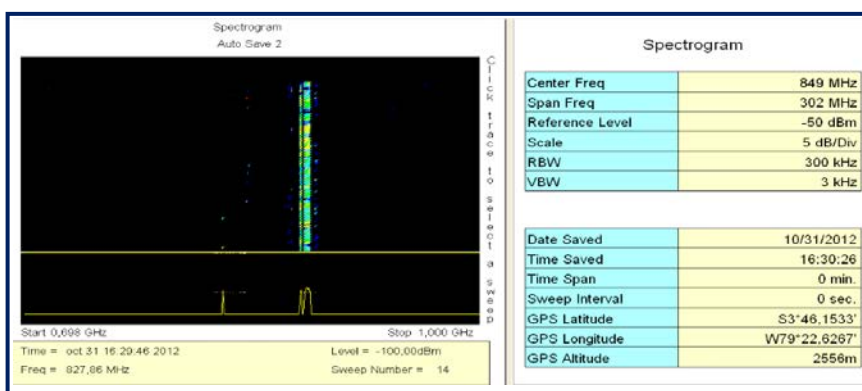 Spectrogram
Auto Save 2
Click trace to select a sweep
Start 0,698 GHz Stop 1,000 GHz
Time = oct 31 16:29:46 2012 Level = -100,00dBm
Freq = 827,86 MHz Sweep Number = 14
Spectrogram
Center Freq 849 MHz
Span Freq 302 MHz
Reference Level -50 dBm
Scale 5 dB/Div
RBW 300 kHz
VBW 3 kHz
Date Saved 10/31/2012
Time Saved 16:30:26
Time Span 0 min.
Sweep Interval 0 sec.
GPS Latitude S3°46,1533'
GPS Longitude W79°22,6267'
GPS Altitude 2556m